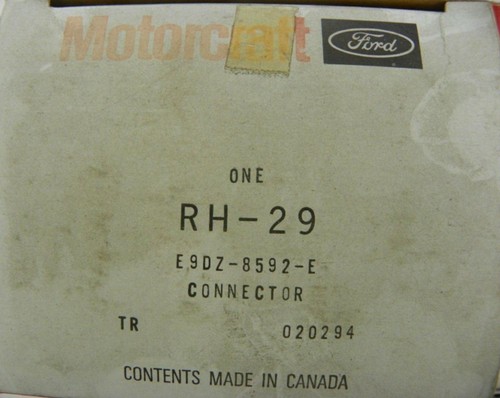 Motorcraft Ford
ONE
RH-29
E9DZ-8592-E
CONNECTOR
TR 020294
CONTENTS MADE IN CANADA